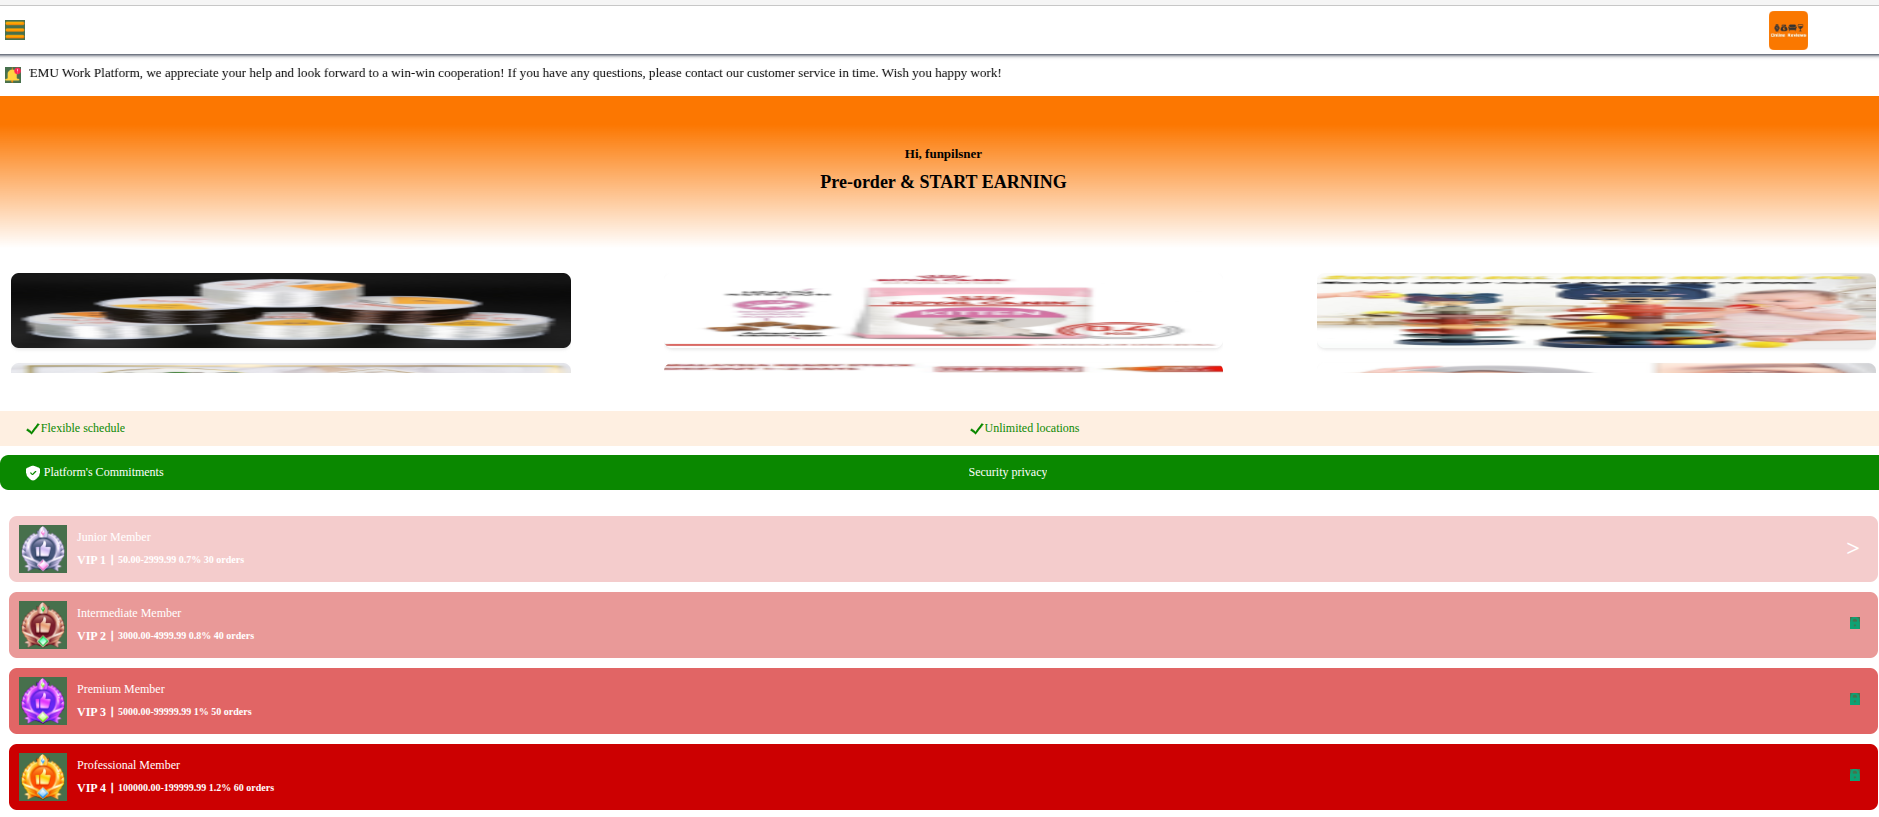 Online Reviews
'EMU Work Platform, we appreciate your help and look forward to a win-win cooperation! If you have any questions, please contact our customer service in time. Wish you happy work!
Hi, funpilsner
Pre-order & START EARNING
Flexible schedule
Unlimited locations
Platform's Commitments
Security privacy
Junior Member
VIP 1 | 50.00-2999.99 0.7% 30 orders
>
Intermediate Member
VIP 2 | 3000.00-4999.99 0.8% 40 orders
Premium Member
VIP 3 | 5000.00-99999.99 1% 50 orders
Professional Member
VIP 4 | 100000.00-199999.99 1.2% 60 orders